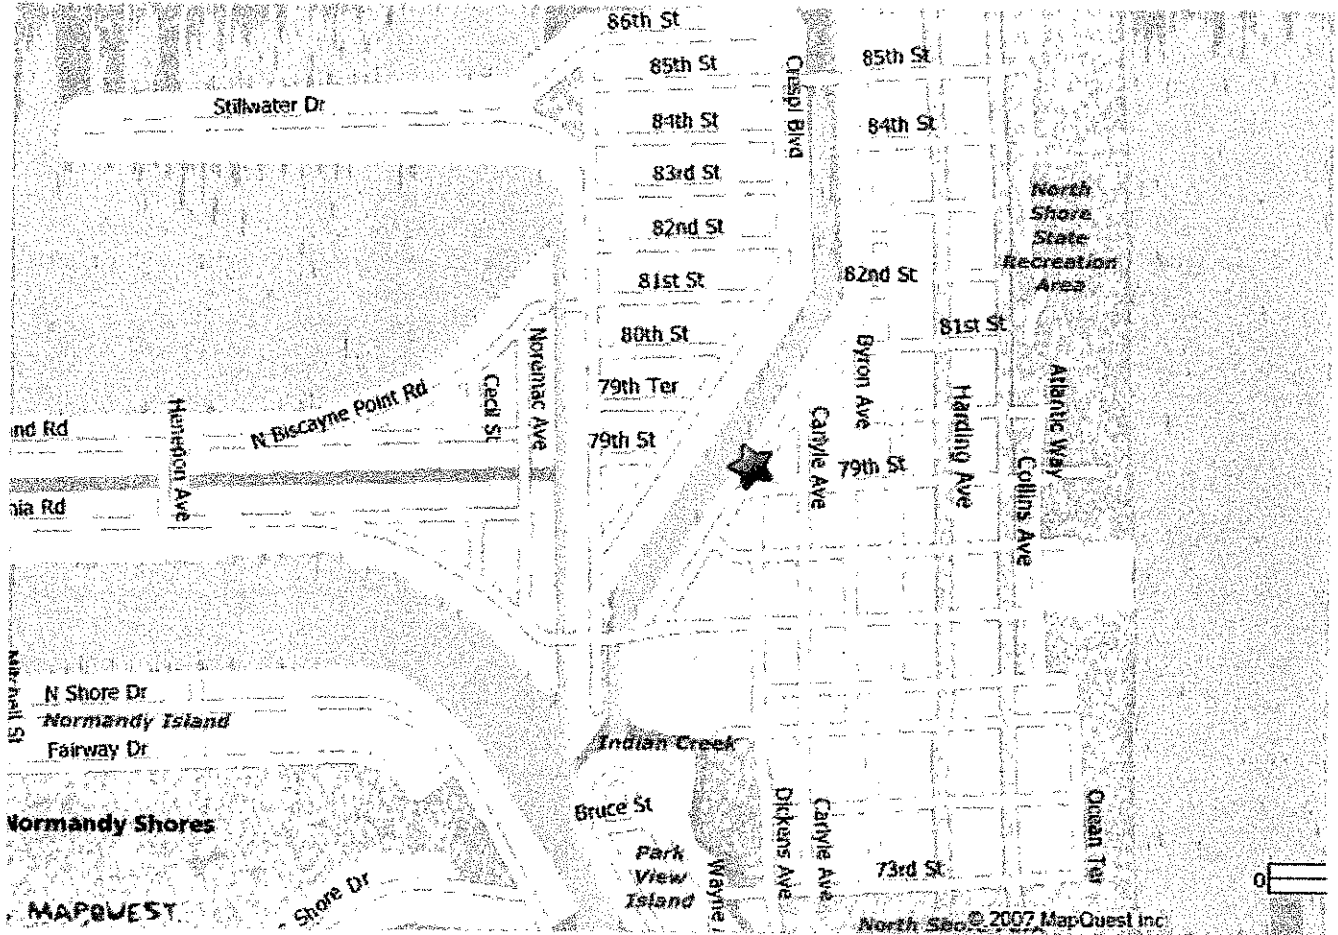 86th St
85th St
85th St
Crespi Blvd
Stillwater Dr
84th St
84th St
83rd St
North
Shore
State
Recreation
Area
82nd St
82nd St
81st St
81st St
80th St
Noremac Ave
Byron Ave
79th Ter
Cecil St
N Biscayne Point Rd
Harding Ave
Atlantic Way
Carlyle Ave
nd Rd
79th St
79th St
Collins Ave
nia Rd
N Shore Dr
Normandy Island
Fairway Dr
Indian Creek
Bruce St
Dickens Ave
Carlyle Ave
Ocean Ter
Normandy Shores
Park
View
Island
Wayne
73rd St
Shore Dr
0
MAPQUEST
North
© 2007 MapQuest Inc